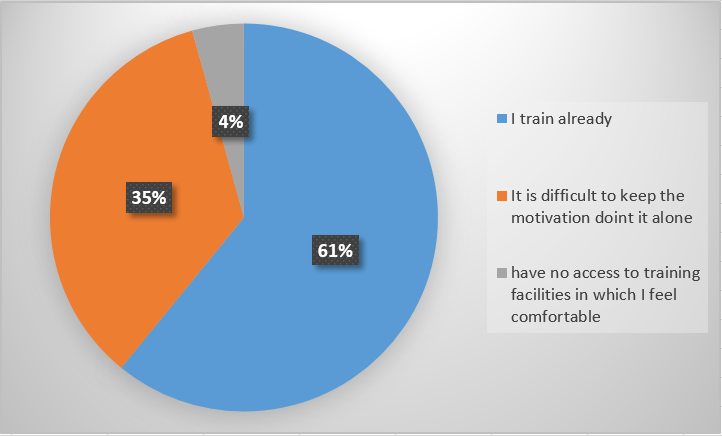 4%
35%
61%
I train already
It is difficult to keep the
motivation doint it alone
have no access to training
facilities in which I feel
comfortable